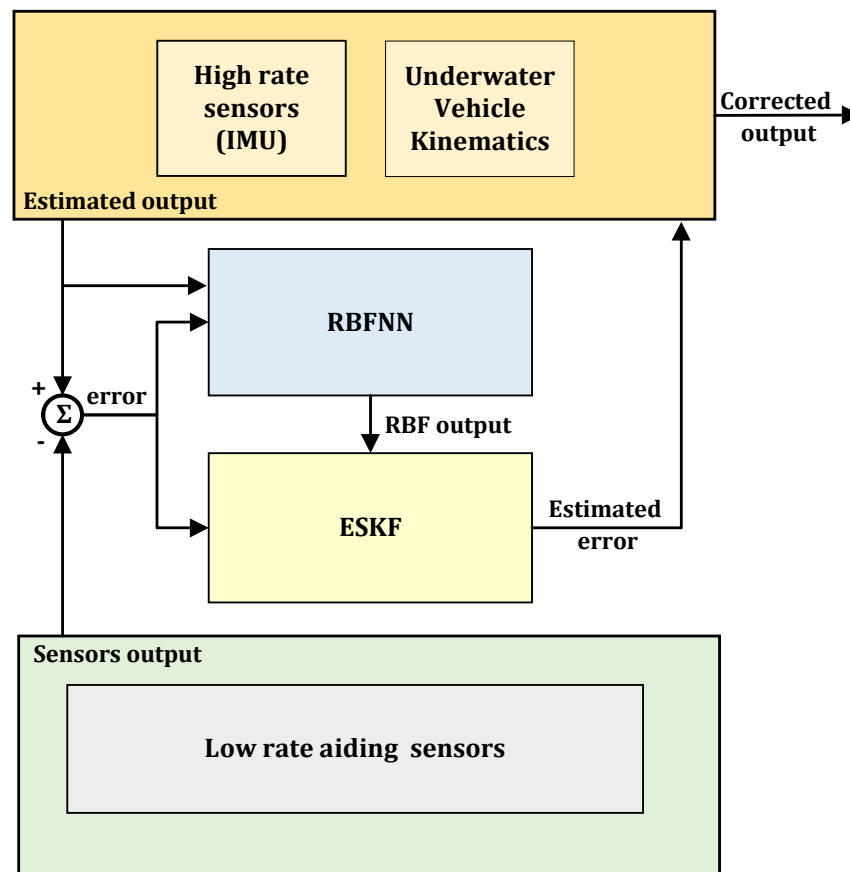 High rate
sensors
(IMU)
Underwater
Vehicle
Kinematics
Corrected
output
Estimated output
RBFNN
+
error
Σ
-
RBF output
ESKF
Estimated
error
Sensors output
Low rate aiding sensors